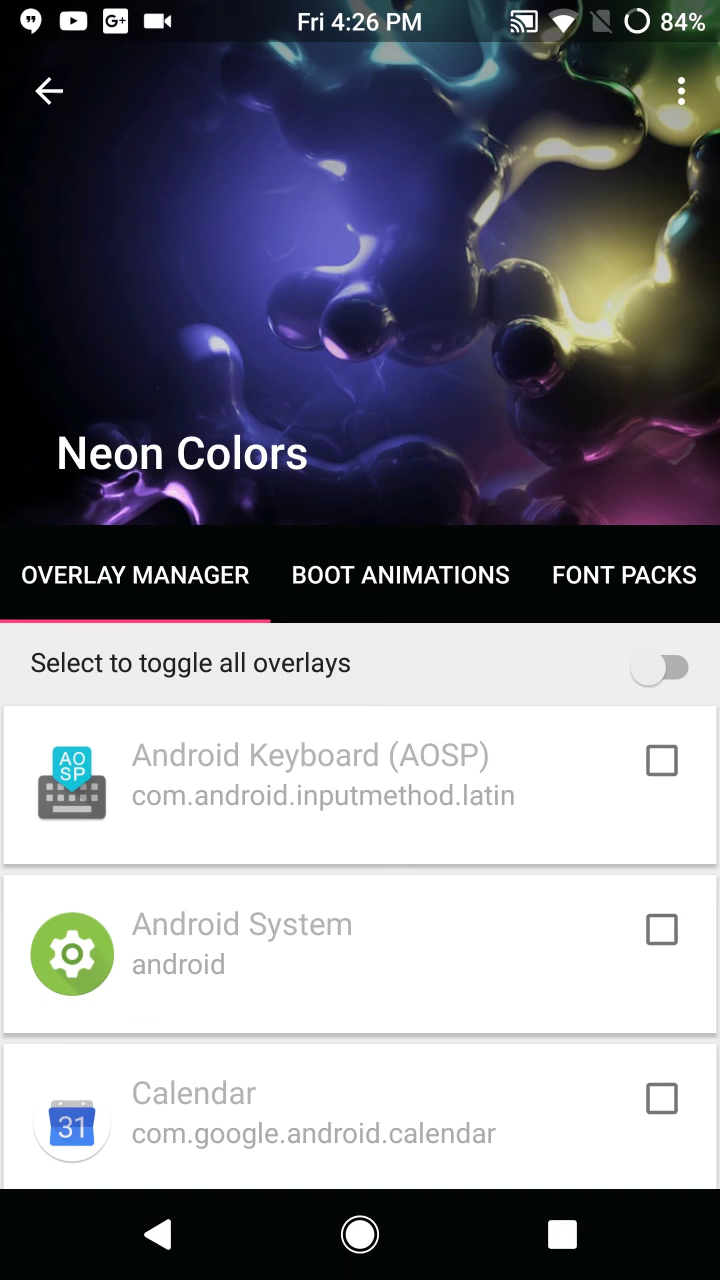 Fri 4:26 PM
84%
G+
Neon Colors
OVERLAY MANAGER
BOOT ANIMATIONS
FONT PACKS
Select to toggle all overlays
AO
SP
Android Keyboard (AOSP)
com.android.inputmethod.latin
Android System
android
31
Calendar
com.google.android.calendar